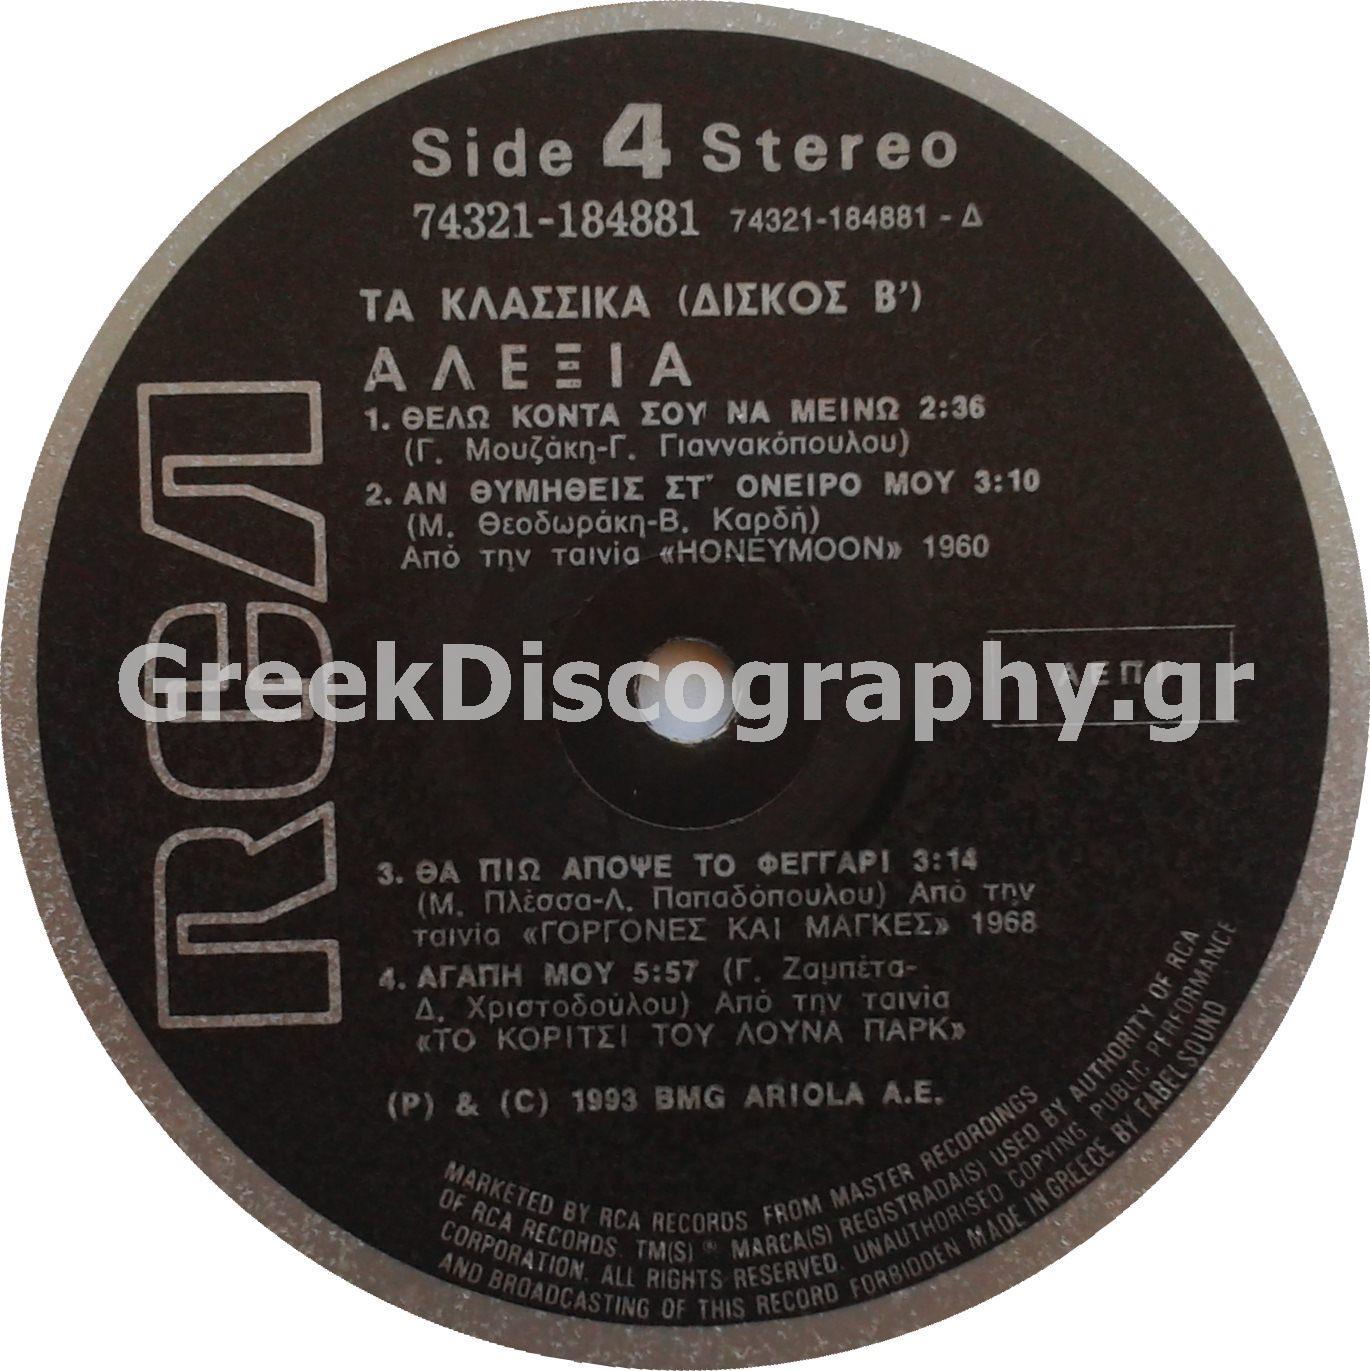 Side 4 Stereo
74321-184881 74321-184881 - Δ
ΤΑ ΚΛΑΣΣΙΚΑ (ΔΙΣΚΟΣ Β')
ΑΛΕΞΙΑ
1. ΘΕΛΩ ΚΟΝΤΑ ΣΟΥ ΝΑ ΜΕΙΝΩ 2:36
(Γ. Μουζάκη-Γ. Γιαννακόπουλου)
2. ΑΝ ΘΥΜΗΘΕΙΣ ΣΤ' ΟΝΕΙΡΟ ΜΟΥ 3:10
(Μ. Θεοδωράκη-Β. Καρδή)
Από την ταινία «HONEYMOON» 1960
RCA
GreekDiscography.gr
ΑΕΠΙ
3. ΘΑ ΠΙΩ ΑΠΟΨΕ ΤΟ ΦΕΓΓΑΡΙ 3:14
(Μ. Πλέσσα-Λ. Παπαδόπουλου) Από την
ταινία «ΓΟΡΓΟΝΕΣ ΚΑΙ ΜΑΓΚΕΣ» 1968
4. ΑΓΑΠΗ ΜΟΥ 5:57 (Γ. Ζαμπέτα-
Δ. Χριστοδούλου) Από την ταινία
«ΤΟ ΚΟΡΙΤΣΙ ΤΟΥ ΛΟΥΝΑ ΠΑΡΚ»
(P) & (C) 1993 BMG ARIOLA A.E.
MARKETED BY RCA RECORDS FROM MASTER RECORDINGS
OF RCA RECORDS. TM(S) ® MARCA(S) REGISTRADA(S) USED BY AUTHORITY OF RCA
CORPORATION. ALL RIGHTS RESERVED. UNAUTHORISED COPYING PUBLIC PERFORMANCE
AND BROADCASTING OF THIS RECORD FORBIDDEN MADE IN GREECE BY FABEL SOUND